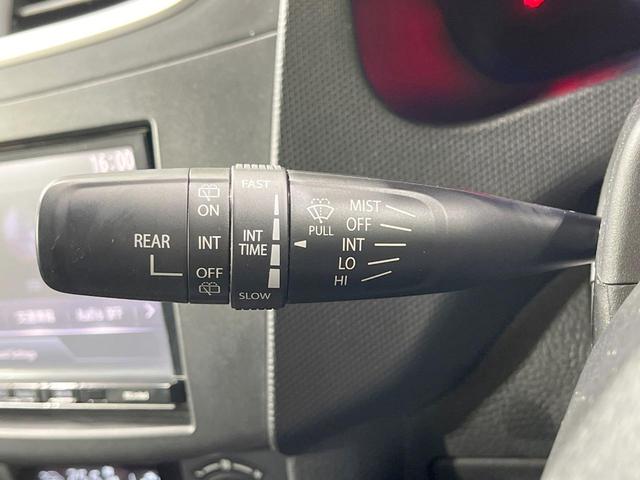 16:00
FAST
ON
REAR
INT
OFF
INT
TIME
SLOW
PULL
MIST
OFF
INT
LO
HI